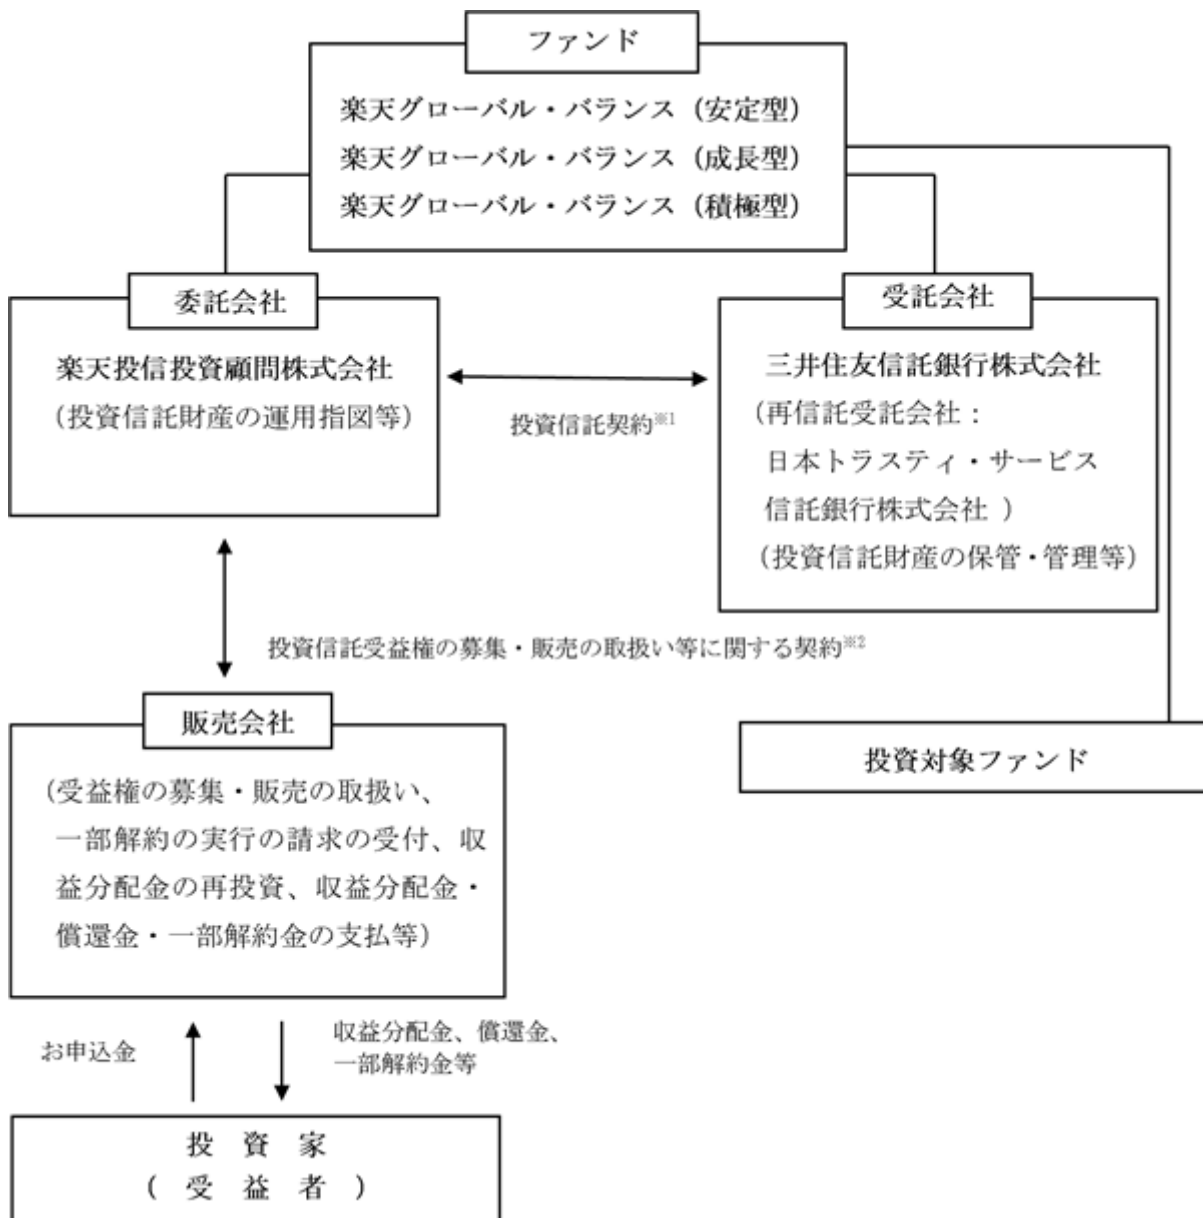 ファンド
楽天グローバル・バランス（安定型）
楽天グローバル・バランス（成長型）
楽天グローバル・バランス（積極型）
委託会社
楽天投信投資顧問株式会社
（投資信託財産の運用指図等）
投資信託契約※1
受託会社
三井住友信託銀行株式会社
（再信託受託会社：
日本トラスティ・サービス
信託銀行株式会社 ）
（投資信託財産の保管・管理等）
投資信託受益権の募集・販売の取扱い等に関する契約※2
販売会社
（受益権の募集・販売の取扱い、
一部解約の実行の請求の受付、収
益分配金の再投資、収益分配金・
償還金・一部解約金の支払等）
投資対象ファンド
お申込金
収益分配金、償還金、
一部解約金等
投 資 家
（ 受 益 者 ）